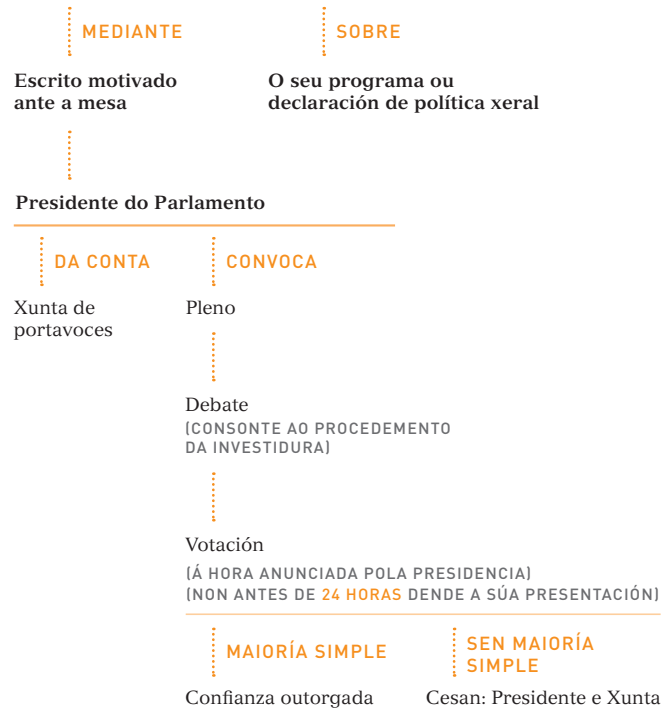 MEDIANTE
SOBRE
Escrito motivado
ante a mesa
O seu programa ou
declaración de política xeral
Presidente do Parlamento
DA CONTA
CONVOCA
Xunta de
portavoces
Pleno
Debate
(CONSONTE AO PROCEDEMENTO
DA INVESTIDURA)
Votación
(Á HORA ANUNCIADA POLA PRESIDENCIA)
(NON ANTES DE 24 HORAS DENDE A SÚA PRESENTACIÓN)
MAIORÍA SIMPLE
SEN MAIORÍA
SIMPLE
Confianza outorgada
Cesan: Presidente e Xunta